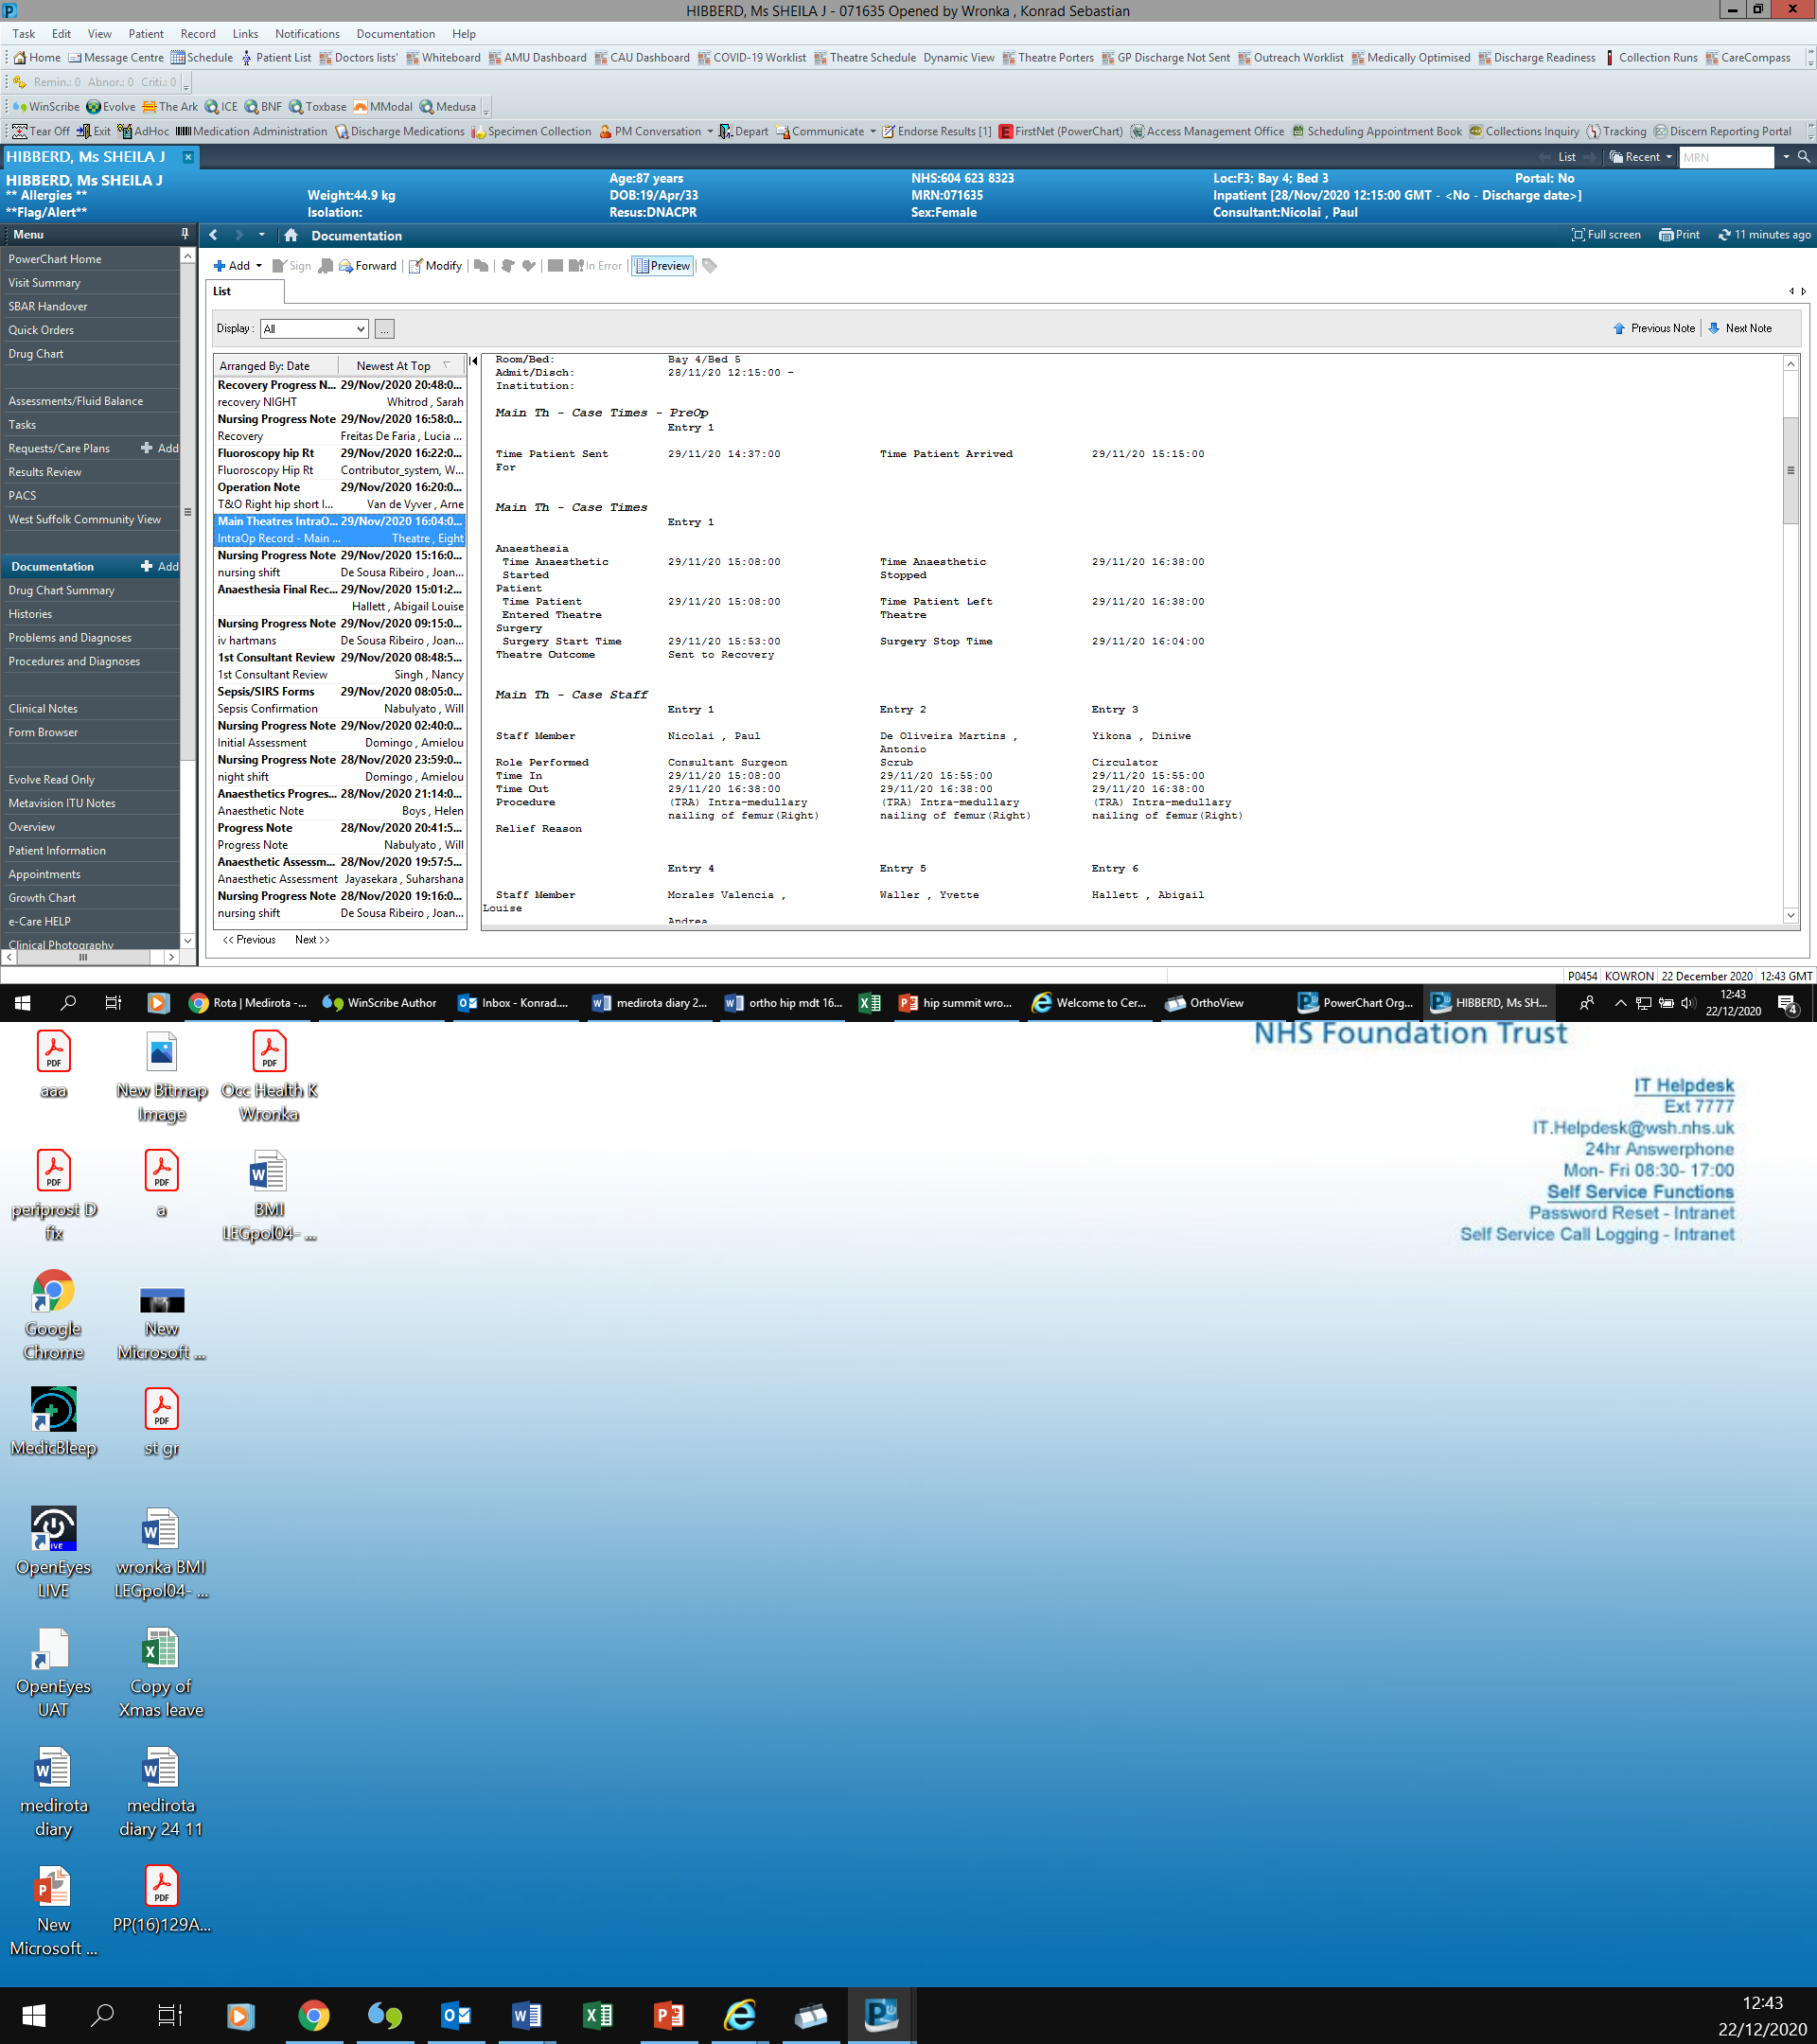 HIBBERD, Ms SHEILA J - 071635 Opened by Wronka , Konrad Sebastian
Task Edit View Patient Record Links Notifications Documentation Help
Home Message Centre Schedule Patient List Doctors lists' Whiteboard AMU Dashboard CAU Dashboard COVID-19 Worklist Theatre Schedule Dynamic View Theatre Porters GP Discharge Not Sent Outreach Worklist Medically Optimised Discharge Readiness Collection Runs CareCompass
Remin.: 0 Abnor.: 0 Criti.: 0
WinScribe Evolve The Ark ICE BNF Toxbase MModal Medusa
Tear Off Exit AdHoc Medication Administration Discharge Medications Specimen Collection PM Conversation Depart Communicate Endorse Results [1] FirstNet (PowerChart) Access Management Office Scheduling Appointment Book Collections Inquiry Tracking Discern Reporting Portal
HIBBERD, Ms SHEILA J List Recent MRN
HIBBERD, Ms SHEILA J Age:87 years NHS:604 623 8323 Loc:F3; Bay 4; Bed 3 Portal: No
** Allergies ** Weight:44.9 kg DOB:19/Apr/33 MRN:071635 Inpatient [28/Nov/2020 12:15:00 GMT - <No - Discharge date>]
**Flag/Alert** Isolation: Resus:DNACPR Sex:Female Consultant:Nicolai , Paul
Menu
PowerChart Home
Visit Summary
SBAR Handover
Quick Orders
Drug Chart
Assessments/Fluid Balance
Tasks
Requests/Care Plans Add
Results Review
PACS
West Suffolk Community View
Documentation Add
Drug Chart Summary
Histories
Problems and Diagnoses
Procedures and Diagnoses
Clinical Notes
Form Browser
Evolve Read Only
Metavision ITU Notes
Overview
Patient Information
Appointments
Growth Chart
e-Care HELP
Clinical Photography
Documentation Full screen Print 11 minutes ago
Add Sign Forward Modify In Error Preview
List
Display : All ... Previous Note Next Note
Arranged By: Date Newest At Top
Recovery Progress N... 29/Nov/2020 20:48:0...
recovery NIGHT Whitrod , Sarah
Nursing Progress Note 29/Nov/2020 16:58:0...
Recovery Freitas De Faria , Lucia ...
Fluoroscopy hip Rt 29/Nov/2020 16:22:0...
Fluoroscopy Hip Rt Contributor_system, W...
Operation Note 29/Nov/2020 16:20:0...
T&O Right hip short l... Van de Vyver , Arne
Main Theatres IntraO... 29/Nov/2020 16:04:0...
IntraOp Record - Main ... Theatre , Eight
Nursing Progress Note 29/Nov/2020 15:16:0...
nursing shift De Sousa Ribeiro , Joan...
Anaesthesia Final Rec... 29/Nov/2020 15:01:2...
Hallett , Abigail Louise
Nursing Progress Note 29/Nov/2020 09:15:0...
iv hartmans De Sousa Ribeiro , Joan...
1st Consultant Review 29/Nov/2020 08:48:5...
1st Consultant Review Singh , Nancy
Sepsis/SIRS Forms 29/Nov/2020 08:05:0...
Sepsis Confirmation Nabulyato , Will
Nursing Progress Note 29/Nov/2020 02:40:0...
Initial Assessment Domingo , Amielou
Nursing Progress Note 28/Nov/2020 23:59:0...
night shift Domingo , Amielou
Anaesthetics Progres... 28/Nov/2020 21:14:0...
Anaesthetic Note Boys , Helen
Progress Note 28/Nov/2020 20:41:5...
Progress Note Nabulyato , Will
Anaesthetic Assessm... 28/Nov/2020 19:57:5...
Anaesthetic Assessment Jayasekara , Suharshana
Nursing Progress Note 28/Nov/2020 19:16:0...
nursing shift De Sousa Ribeiro , Joan...
<< Previous Next >>
Room/Bed: Bay 4/Bed 5
Admit/Disch: 28/11/20 12:15:00 -
Institution:
Main Th - Case Times - PreOp
Entry 1
Time Patient Sent 29/11/20 14:37:00 Time Patient Arrived 29/11/20 15:15:00
For
Main Th - Case Times
Entry 1
Anaesthesia
Time Anaesthetic 29/11/20 15:08:00 Time Anaesthetic 29/11/20 16:38:00
Started Stopped
Patient
Time Patient 29/11/20 15:08:00 Time Patient Left 29/11/20 16:38:00
Entered Theatre Theatre
Surgery
Surgery Start Time 29/11/20 15:53:00 Surgery Stop Time 29/11/20 16:04:00
Theatre Outcome Sent to Recovery
Main Th - Case Staff
Entry 1 Entry 2 Entry 3
Staff Member Nicolai , Paul De Oliveira Martins , Yikona , Diniwe
Antonio
Role Performed Consultant Surgeon Scrub Circulator
Time In 29/11/20 15:08:00 29/11/20 15:55:00 29/11/20 15:55:00
Time Out 29/11/20 16:38:00 29/11/20 16:38:00 29/11/20 16:38:00
Procedure (TRA) Intra-medullary (TRA) Intra-medullary (TRA) Intra-medullary
nailing of femur(Right) nailing of femur(Right) nailing of femur(Right)
Relief Reason
Entry 4 Entry 5 Entry 6
Staff Member Morales Valencia , Waller , Yvette Hallett , Abigail
Louise
Andrea
P0454 KOWRON 22 December 2020 12:43 GMT
Rota | Medirota -... WinScribe Author Inbox - Konrad.... medirota diary 2... ortho hip mdt 16... hip summit wro... Welcome to Cer... OrthoView PowerChart Org... HIBBERD, Ms SH... 12:43
22/12/2020
4
NHS Foundation Trust
IT Helpdesk
Ext 7777
IT.Helpdesk@wsh.nhs.uk
24hr Answerphone
Mon- Fri 08:30- 17:00
Self Service Functions
Password Reset - Intranet
Self Service Call Logging - Intranet
aaa New Bitmap Image Occ Health K Wronka
periprost D fix a BMI LEGpol04- ...
Google Chrome New Microsoft ...
MedicBleep st gr
OpenEyes LIVE wronka BMI LEGpol04- ...
OpenEyes UAT Copy of Xmas leave
medirota diary medirota diary 24 11
New Microsoft ... PP(16)129A...
12:43
22/12/2020